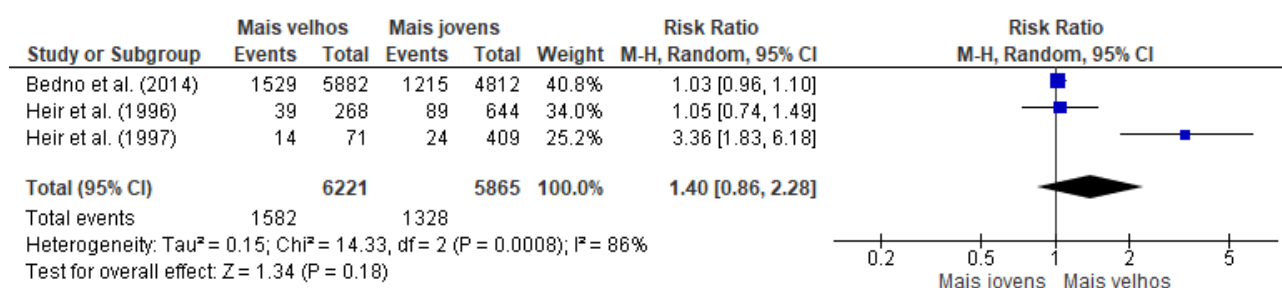 Mais velhos Mais jovens Risk Ratio Risk Ratio
Study or Subgroup Events Total Events Total Weight M-H, Random, 95% CI M-H, Random, 95% CI
Bedno et al. (2014) 1529 5882 1215 4812 40.8% 1.03 [0.96, 1.10]
Heir et al. (1996) 39 268 89 644 34.0% 1.05 [0.74, 1.49]
Heir et al. (1997) 14 71 24 409 25.2% 3.36 [1.83, 6.18]
Total (95% CI) 6221 5865 100.0% 1.40 [0.86, 2.28]
Total events 1582 1328
Heterogeneity: Tau² = 0.15; Chi² = 14.33, df = 2 (P = 0.0008); I² = 86%
Test for overall effect: Z = 1.34 (P = 0.18)
0.2 0.5 1 2 5
Mais jovens Mais velhos